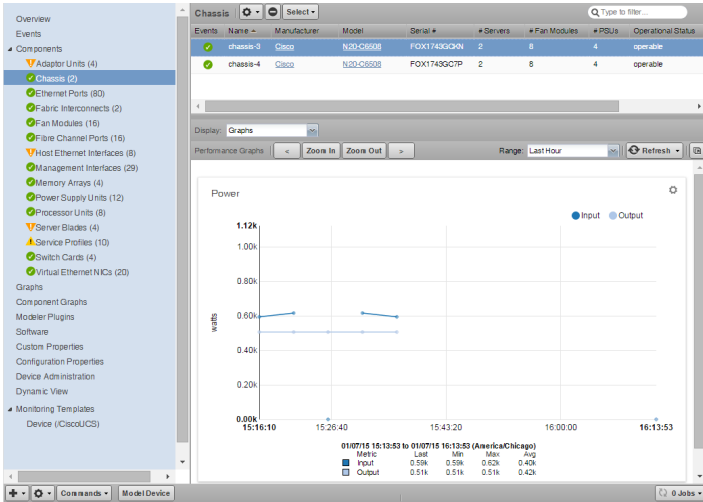 Overview
Events
Components
Adaptor Units (4)
Chassis (2)
Ethernet Ports (80)
Fabric Interconnects (2)
Fan Modules (16)
Fibre Channel Ports (16)
Host Ethernet Interfaces (8)
Management Interfaces (29)
Memory Arrays (4)
Power Supply Units (12)
Processor Units (8)
Server Blades (4)
Service Profiles (10)
Switch Cards (4)
Virtual Ethernet NICs (20)
Graphs
Component Graphs
Modeler Plugins
Software
Custom Properties
Configuration Properties
Device Administration
Dynamic View
Monitoring Templates
Device (/CiscoUCS)
Chassis Select Type to filter...
Events Name Manufacturer Model Serial # # Servers # Fan Modules # PSUs Operational Status
chassis-3 Cisco N20-C6508 FOX1743GCKN 2 8 4 operable
chassis-4 Cisco N20-C6508 FOX1743GC7P 2 8 4 operable
Display: Graphs
Performance Graphs < Zoom In Zoom Out > Range: Last Hour Refresh
Power
Input Output
1.12k
1.00k
0.80k
0.60k
watts
0.40k
0.20k
0.00k
15:16:10 15:26:40 15:43:20 16:00:00 16:13:53
01/07/15 15:13:53 to 01/07/15 16:13:53 (America/Chicago)
Metric Last Min Max Avg
Input 0.59k 0.59k 0.62k 0.40k
Output 0.51k 0.51k 0.51k 0.42k
Commands Model Device 0 Jobs